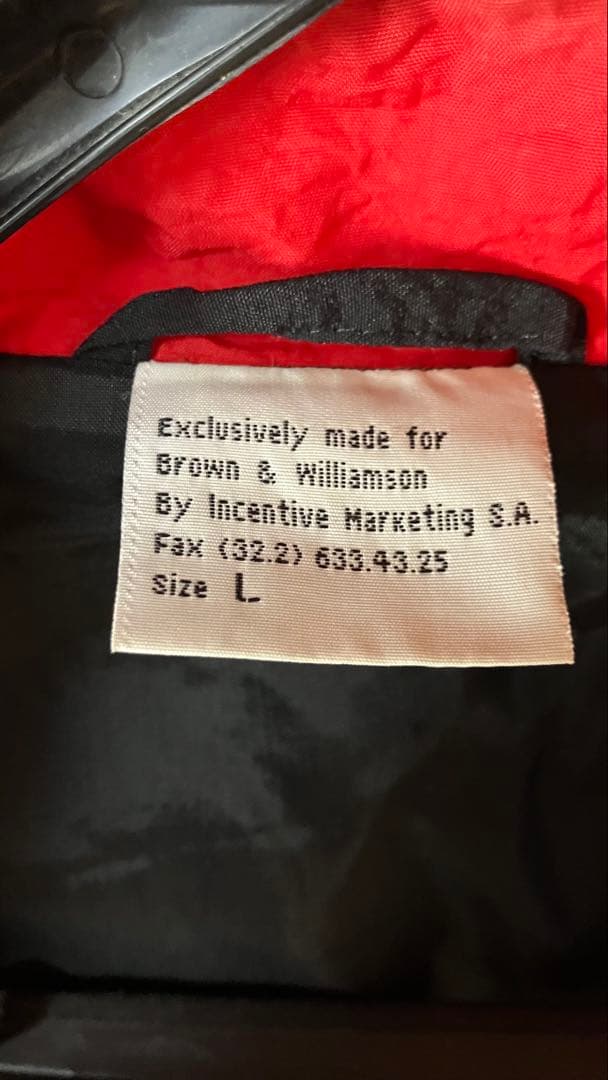 Exclusively made for
Brown & Williamson
By Incentive Marketing S.A.
Fax (32.2) 633.43.25
Size L